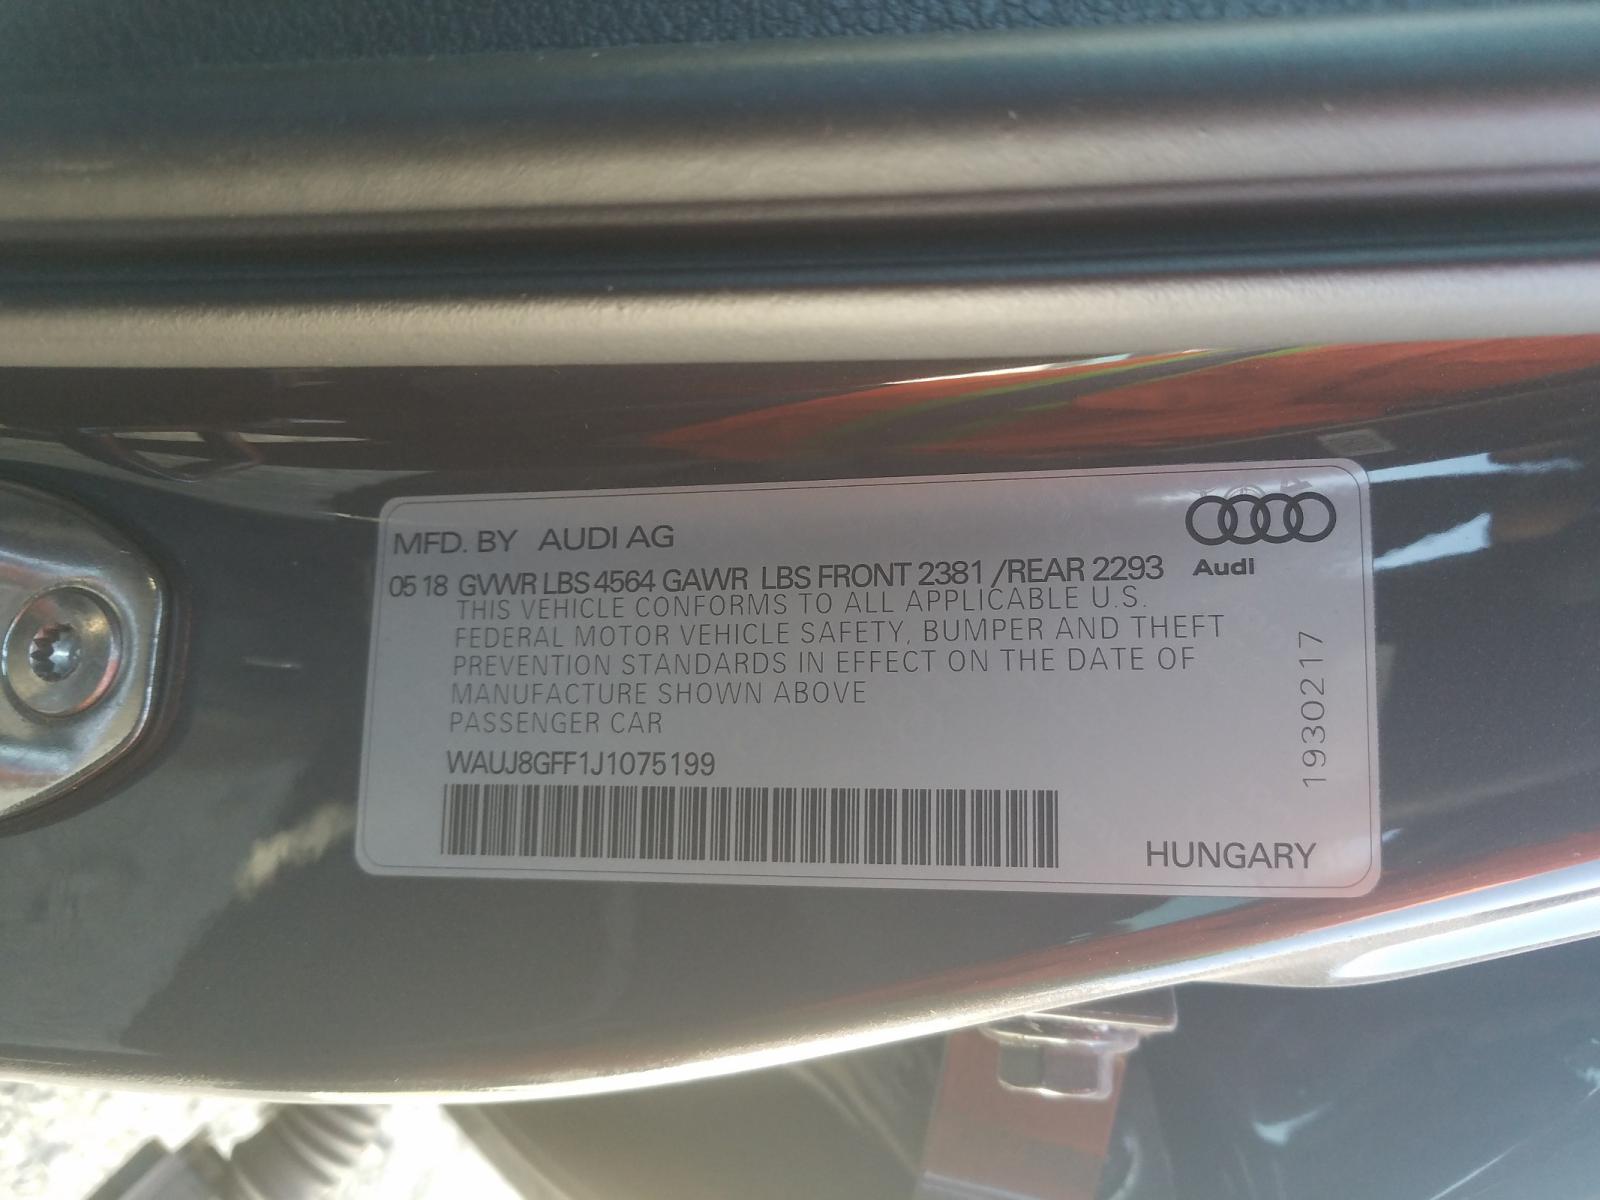 MFD. BY AUDI AG
05 18 GVWR LBS 4564 GAWR LBS FRONT 2381 /REAR 2293
Audi
THIS VEHICLE CONFORMS TO ALL APPLICABLE U.S.
FEDERAL MOTOR VEHICLE SAFETY, BUMPER AND THEFT
PREVENTION STANDARDS IN EFFECT ON THE DATE OF
MANUFACTURE SHOWN ABOVE
PASSENGER CAR
WAUJ8GFF1J1075199
1930217
HUNGARY